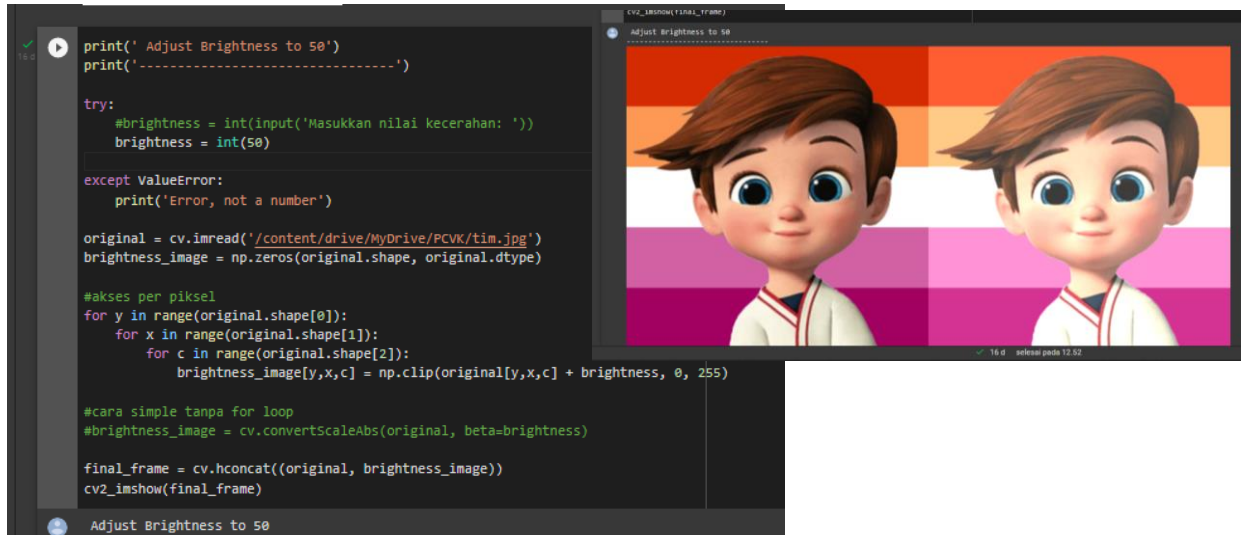 print(' Adjust Brightness to 50')
print('---------------------------------')
try:
#brightness = int(input('Masukkan nilai kecerahan: '))
brightness = int(50)
except ValueError:
print('Error, not a number')
original = cv.imread('/content/drive/MyDrive/PCVK/tim.jpg')
brightness_image = np.zeros(original.shape, original.dtype)
#akses per piksel
for y in range(original.shape[0]):
for x in range(original.shape[1]):
for c in range(original.shape[2]):
brightness_image[y,x,c] = np.clip(original[y,x,c] + brightness, 0, 255)
#cara simple tanpa for loop
#brightness_image = cv.convertScaleAbs(original, beta=brightness)
final_frame = cv.hconcat((original, brightness_image))
cv2_imshow(final_frame)
Adjust Brightness to 50
16 d
cv2_imshow(final_frame)
Adjust Brightness to 50
---------------------------------
16 d selesai pada 12.52